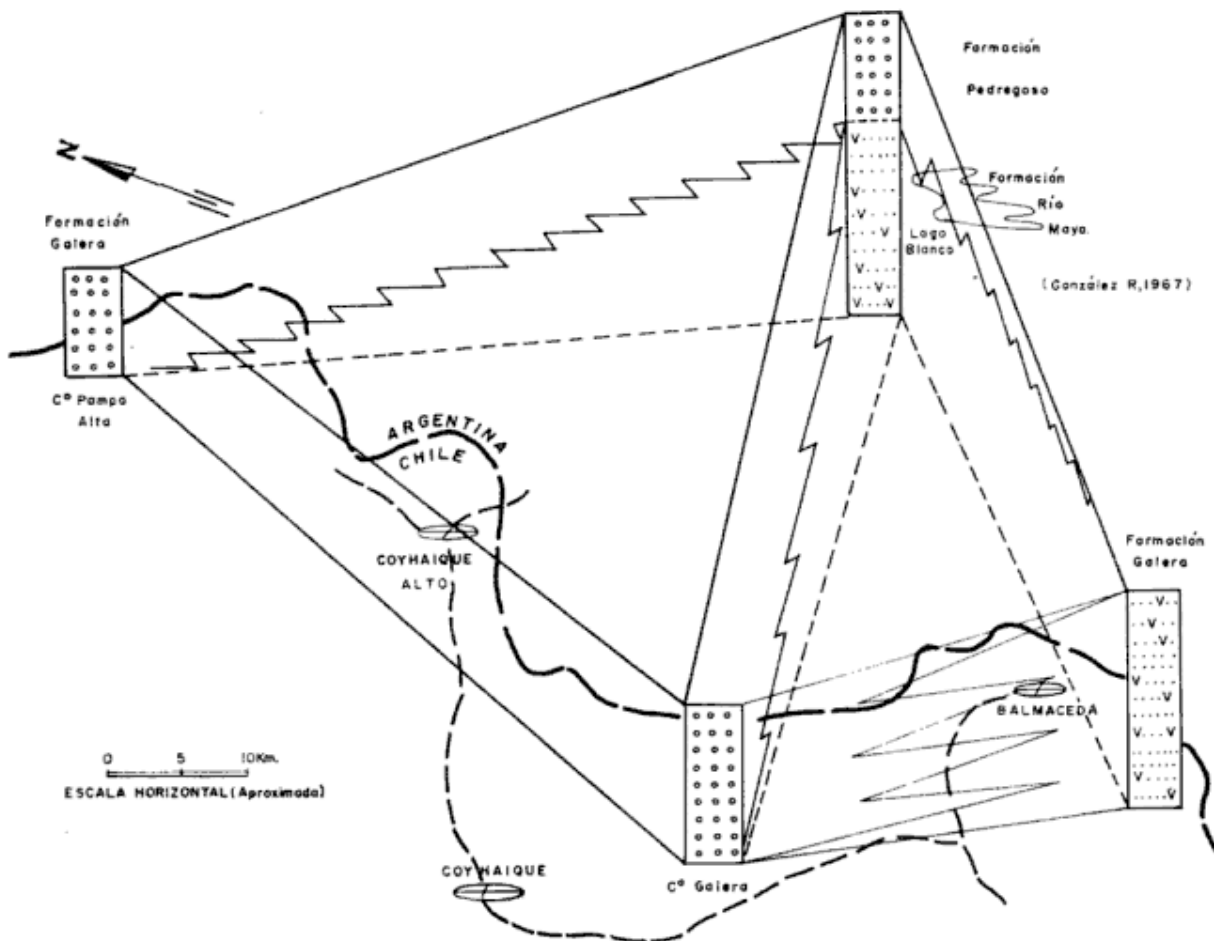 Formación
Pedregoso
N
Formación
Galera
Formación
Río
Mayo.
Lago
Blanco
(González R,1967)
Cº Pampa
Alta
ARGENTINA
CHILE
COYHAIQUE
ALTO
Formación
Galera
BALMACEDA
0 5 10Km.
ESCALA HORIZONTAL (Aproximada)
COYHAIQUE
Cº Galera